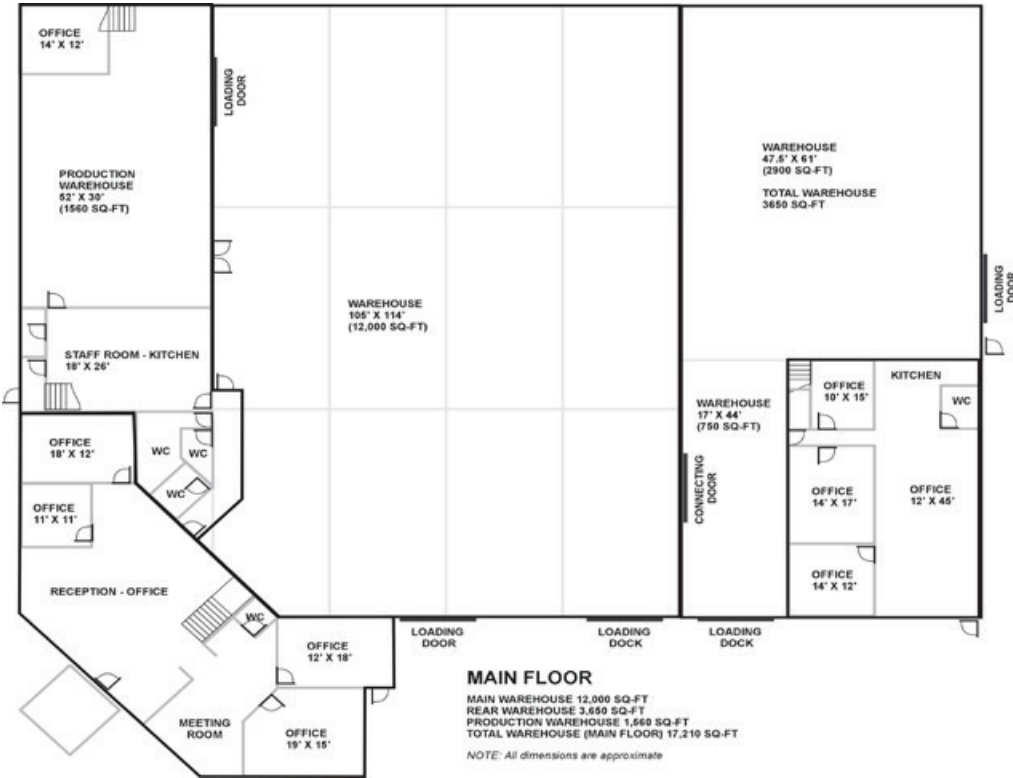 OFFICE
14' X 12'
LOADING
DOOR
PRODUCTION
WAREHOUSE
52' X 30'
(1560 SQ-FT)
WAREHOUSE
47.5' X 61'
(2900 SQ-FT)
TOTAL WAREHOUSE
3650 SQ-FT
LOADING
DOOR
WAREHOUSE
105' X 114'
(12,000 SQ-FT)
STAFF ROOM - KITCHEN
18' X 26'
KITCHEN
OFFICE
10' X 15'
WC
WAREHOUSE
17' X 44'
(750 SQ-FT)
OFFICE
18' X 12'
WC
WC
WC
CONNECTING
DOOR
OFFICE
11' X 11'
OFFICE
14' X 17'
OFFICE
12' X 45'
OFFICE
14' X 12'
RECEPTION - OFFICE
WC
OFFICE
12' X 18'
LOADING
DOOR
LOADING
DOCK
LOADING
DOCK
MEETING
ROOM
OFFICE
19' X 15'
MAIN FLOOR
MAIN WAREHOUSE 12,000 SQ-FT
REAR WAREHOUSE 3,650 SQ-FT
PRODUCTION WAREHOUSE 1,560 SQ-FT
TOTAL WAREHOUSE (MAIN FLOOR) 17,210 SQ-FT
NOTE: All dimensions are approximate